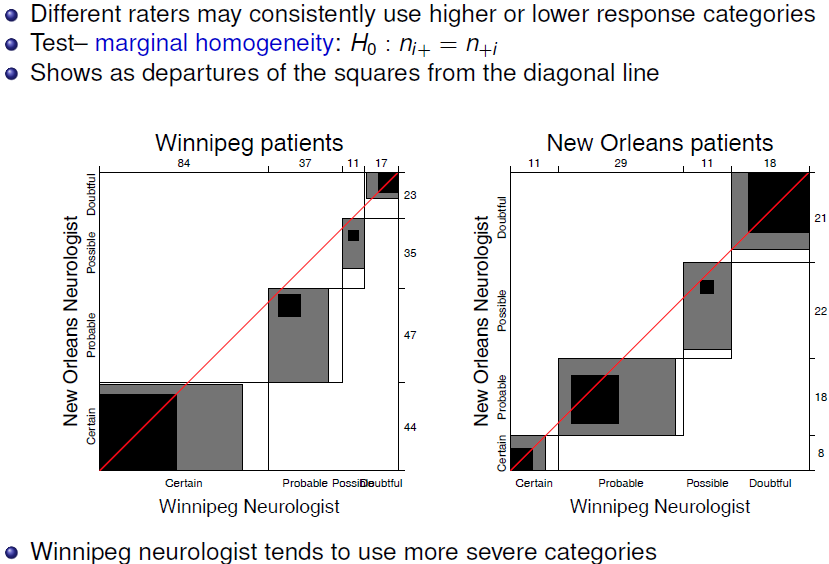 Different raters may consistently use higher or lower response categories
Test– marginal homogeneity: H₀ : nᵢ₊ = n₊ᵢ
Shows as departures of the squares from the diagonal line
Winnipeg patients
84 37 11 17
New Orleans Neurologist
Doubtful
Possible
Probable
Certain
23
35
47
44
Certain Probable Possible Doubtful
Winnipeg Neurologist
New Orleans patients
11 29 11 18
New Orleans Neurologist
Doubtful
Possible
Probable
Certain
21
22
18
8
Certain Probable Possible Doubtful
Winnipeg Neurologist
Winnipeg neurologist tends to use more severe categories